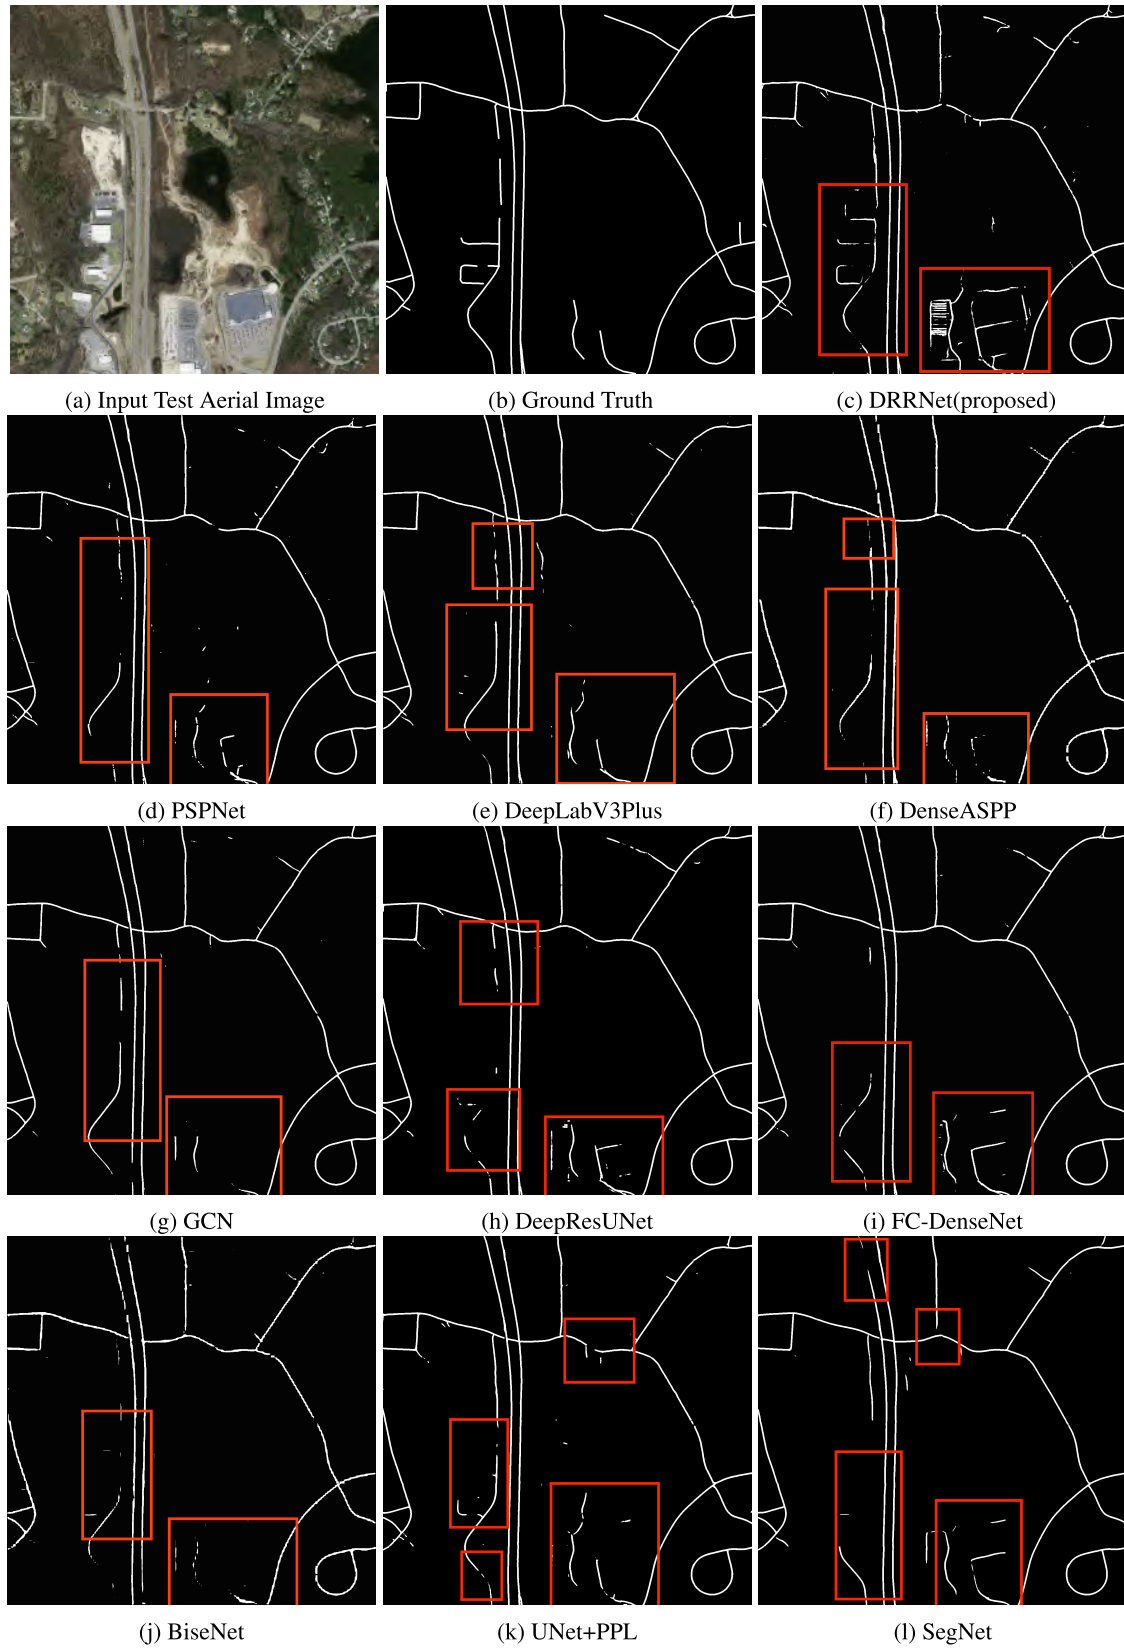 (a) Input Test Aerial Image
(b) Ground Truth
(c) DRRNet(proposed)
(d) PSPNet
(e) DeepLabV3Plus
(f) DenseASPP
(g) GCN
(h) DeepResUNet
(i) FC-DenseNet
(j) BiseNet
(k) UNet+PPL
(l) SegNet